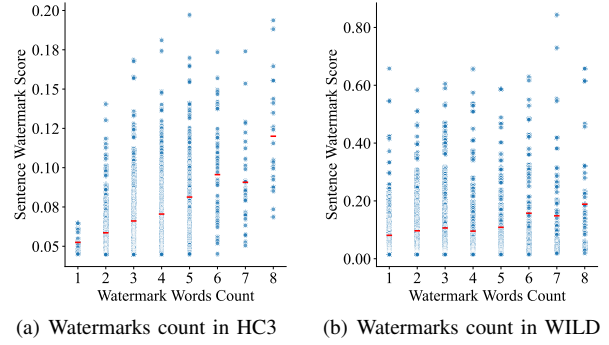 0.20
0.18
0.15
0.12
0.10
0.08
0.05
Sentence Watermark Score
1 2 3 4 5 6 7 8
Watermark Words Count
(a) Watermarks count in HC3
0.80
0.60
0.40
0.20
0.00
Sentence Watermark Score
1 2 3 4 5 6 7 8
Watermark Words Count
(b) Watermarks count in WILD